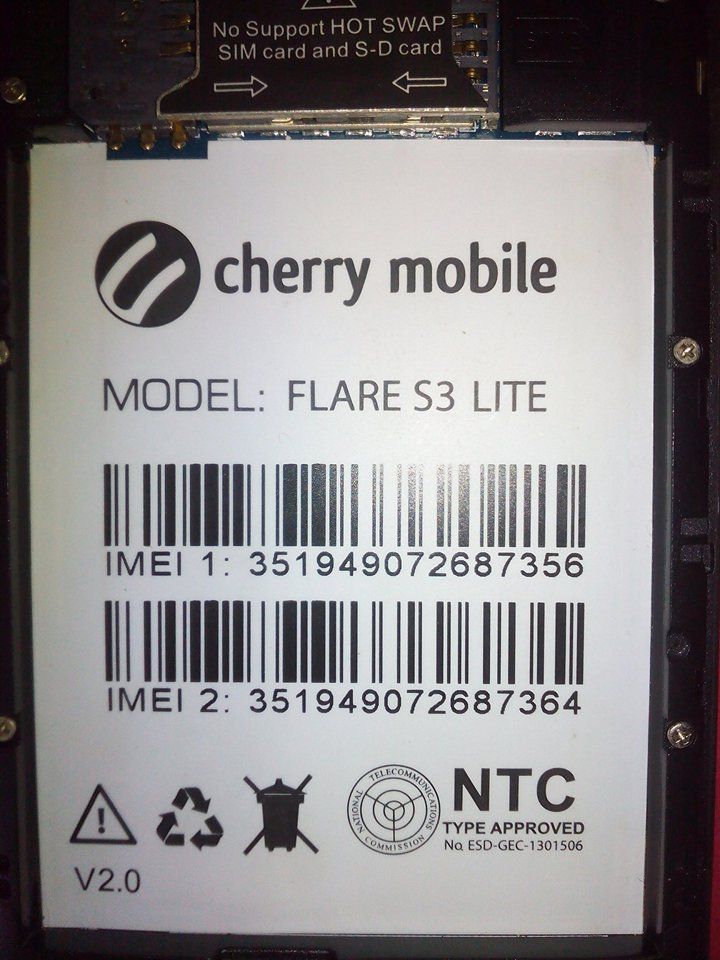 No Support HOT SWAP
SIM card and S-D card
cherry mobile
MODEL: FLARE S3 LITE
IMEI 1: 351949072687356
IMEI 2: 351949072687364
NATIONAL TELECOMMUNICATIONS COMMISSION
NTC
TYPE APPROVED
No. ESD-GEC-1301506
V2.0